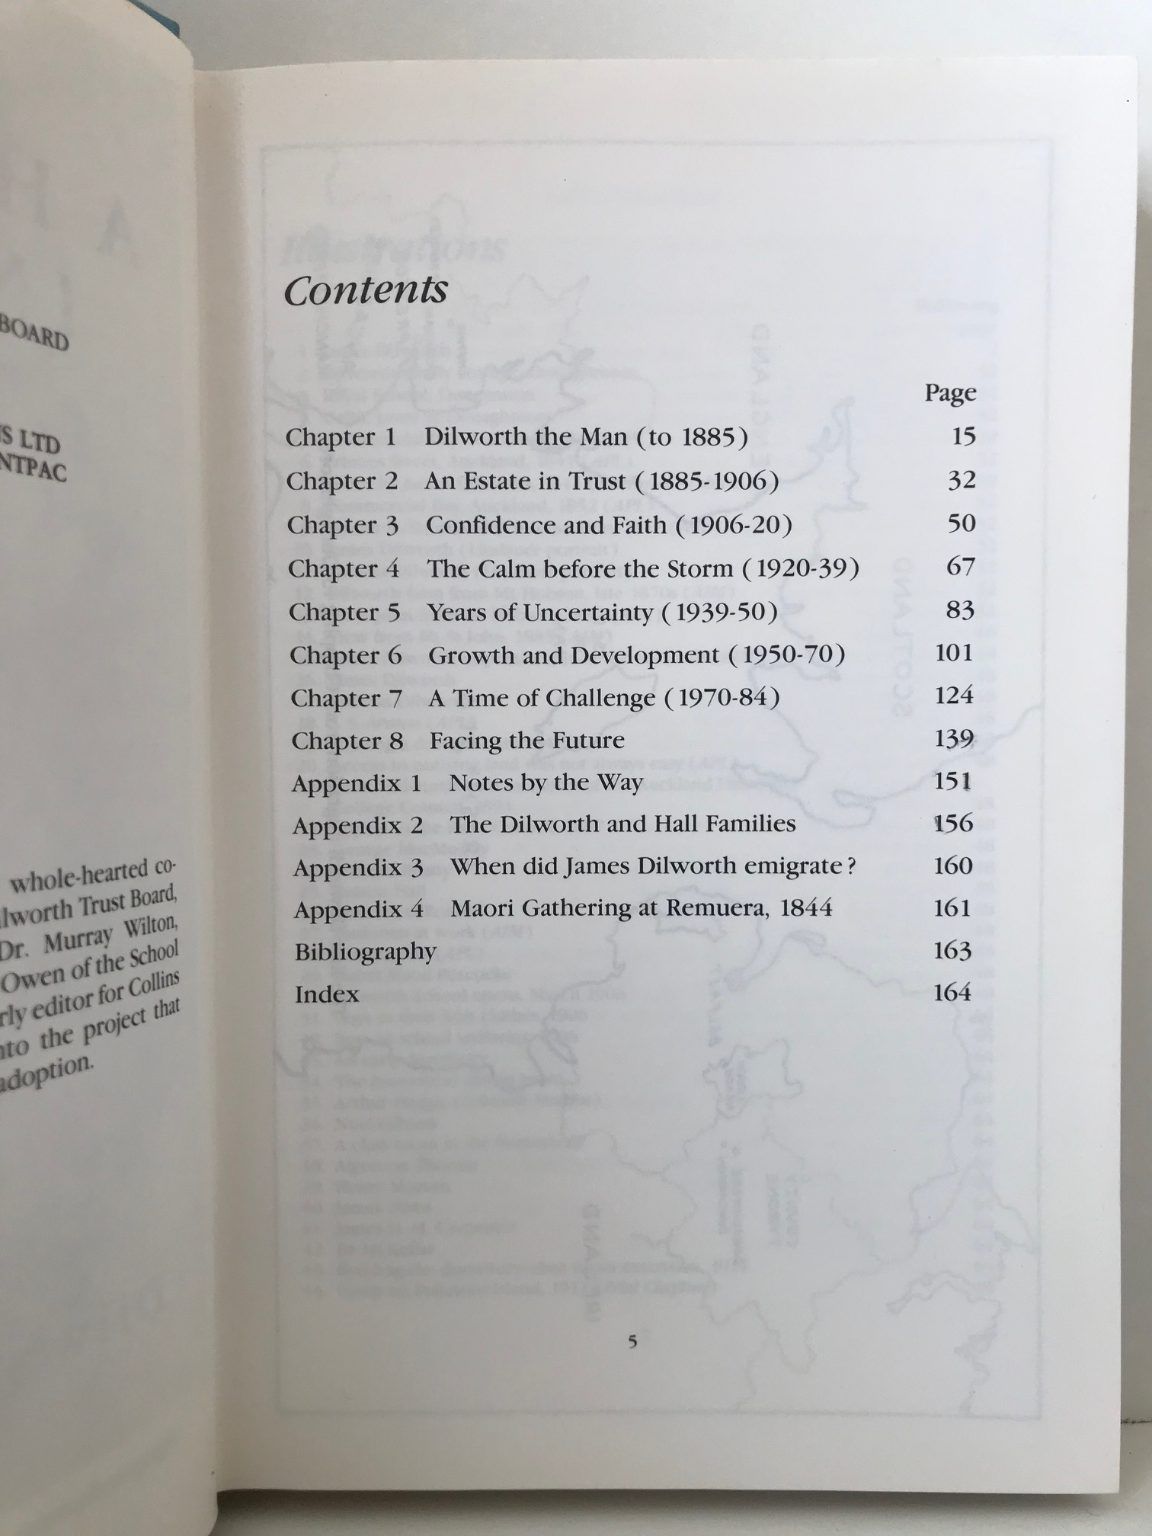 BOARD
LTD
whole-hearted co-
Trust Board,
Dr. Murray Wilton,
Owen of the School
editor for Collins
to the project that
adoption.
Contents
Page
Chapter 1 Dilworth the Man (to 1885) 15
Chapter 2 An Estate in Trust (1885-1906) 32
Chapter 3 Confidence and Faith (1906-20) 50
Chapter 4 The Calm before the Storm (1920-39) 67
Chapter 5 Years of Uncertainty (1939-50) 83
Chapter 6 Growth and Development (1950-70) 101
Chapter 7 A Time of Challenge (1970-84) 124
Chapter 8 Facing the Future 139
Appendix 1 Notes by the Way 151
Appendix 2 The Dilworth and Hall Families 156
Appendix 3 When did James Dilworth emigrate? 160
Appendix 4 Maori Gathering at Remuera, 1844 161
Bibliography 163
Index 164
5